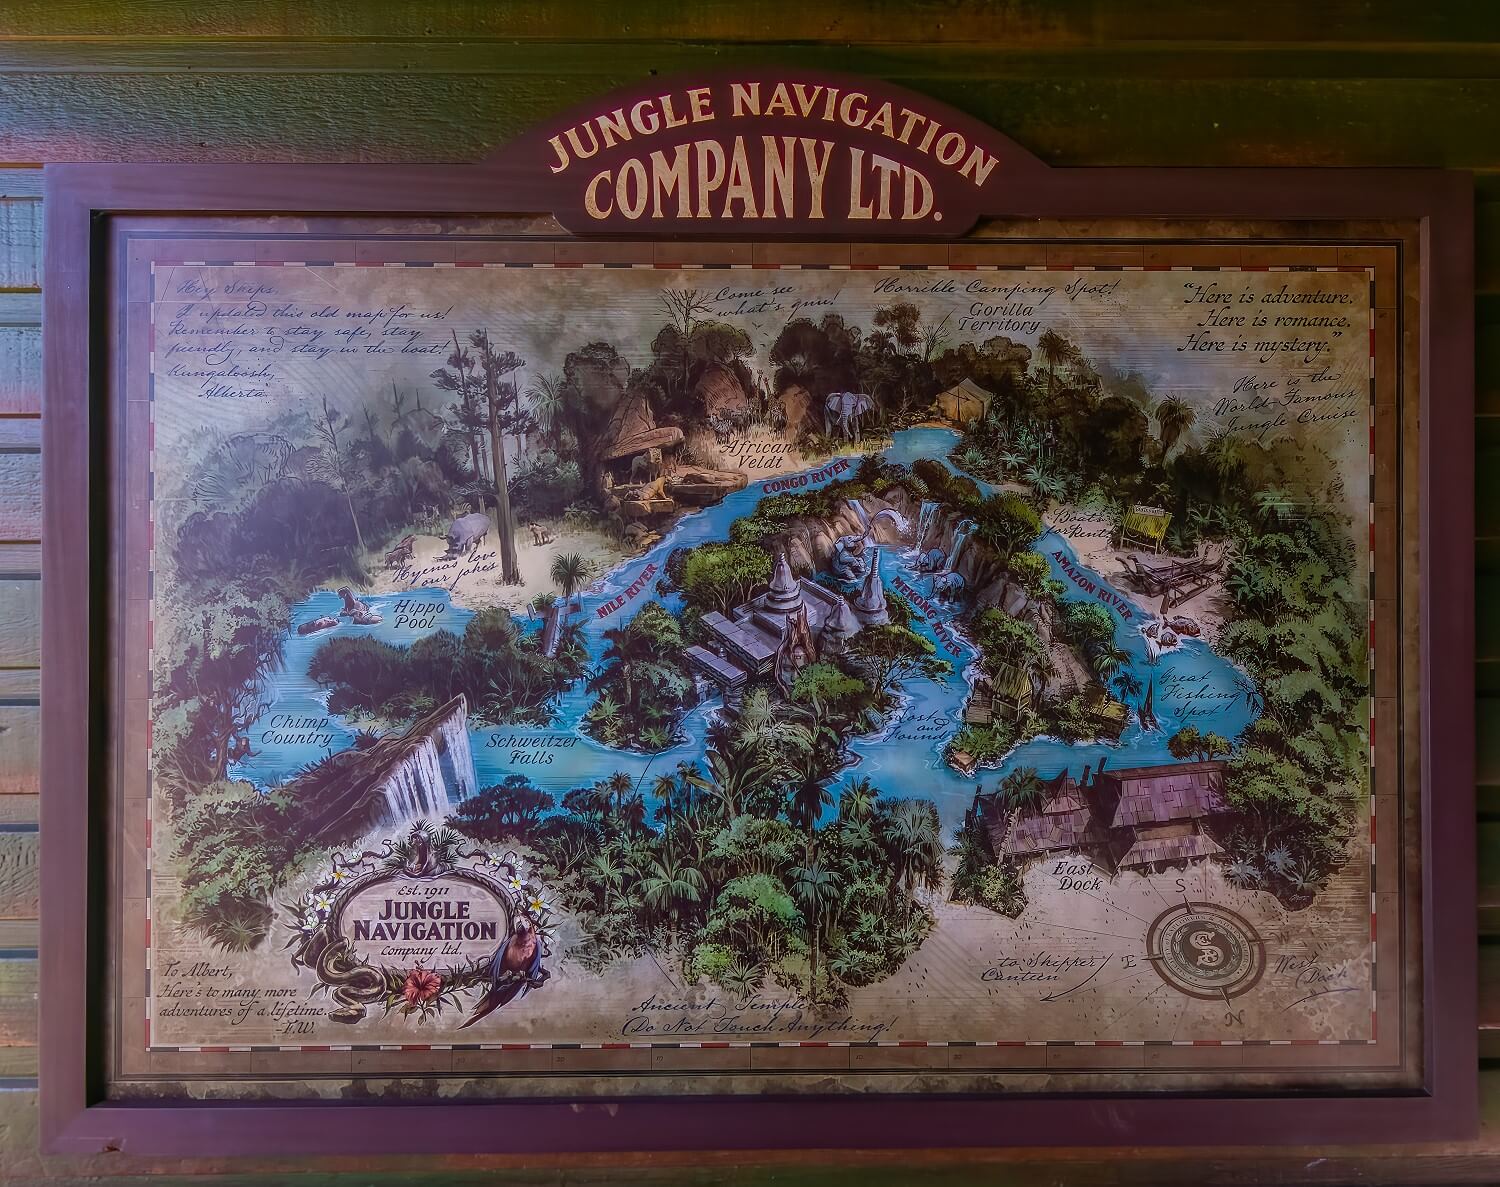 JUNGLE NAVIGATION
COMPANY LTD.
Hey Skips,
I updated this old map for us!
Remember to stay safe, stay
friendly, and stay in the boat!
Kungaloosh,
Alberta
Come see
what's gnu!
Horrible Camping Spot!
Gorilla
Territory
"Here is adventure.
Here is romance.
Here is mystery."
Here is the
World-Famous
Jungle Cruise
African
Veldt
CONGO RIVER
Boats
for Rent
Hyenas love
our jokes
NILE RIVER
MEKONG RIVER
AMAZON RIVER
Hippo
Pool
Great
Fishing
Spot
Chimp
Country
Schweitzer
Falls
Lost
and
Found
East
Dock
Est. 1911
JUNGLE
NAVIGATION
Company Ltd.
S
E
S
W
N
to Skipper
Canteen
West
Dock
To Albert,
Here's to many more
adventures of a lifetime.
Ancient Temple
(Do Not Touch Anything!